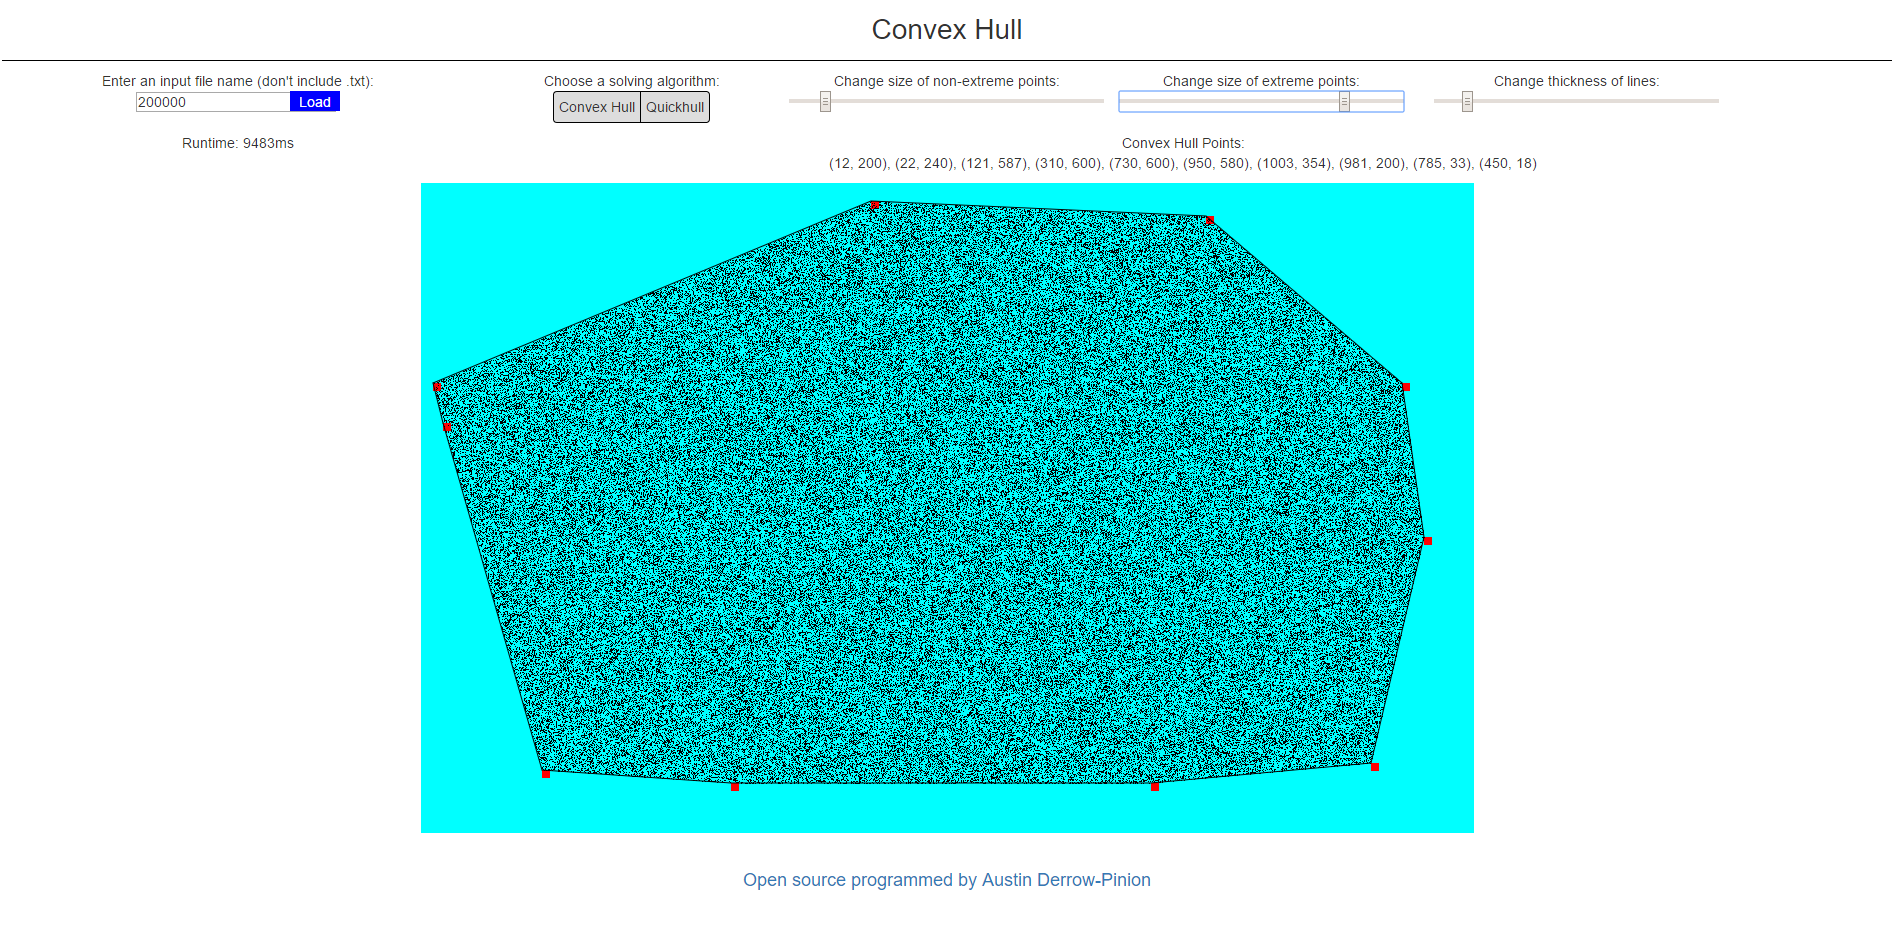 Convex Hull
Enter an input file name (don't include .txt):
200000 Load
Runtime: 9483ms
Choose a solving algorithm:
Convex Hull Quickhull
Change size of non-extreme points:
Change size of extreme points:
Change thickness of lines:
Convex Hull Points:
(12, 200), (22, 240), (121, 587), (310, 600), (730, 600), (950, 580), (1003, 354), (981, 200), (785, 33), (450, 18)
Open source programmed by Austin Derrow-Pinion